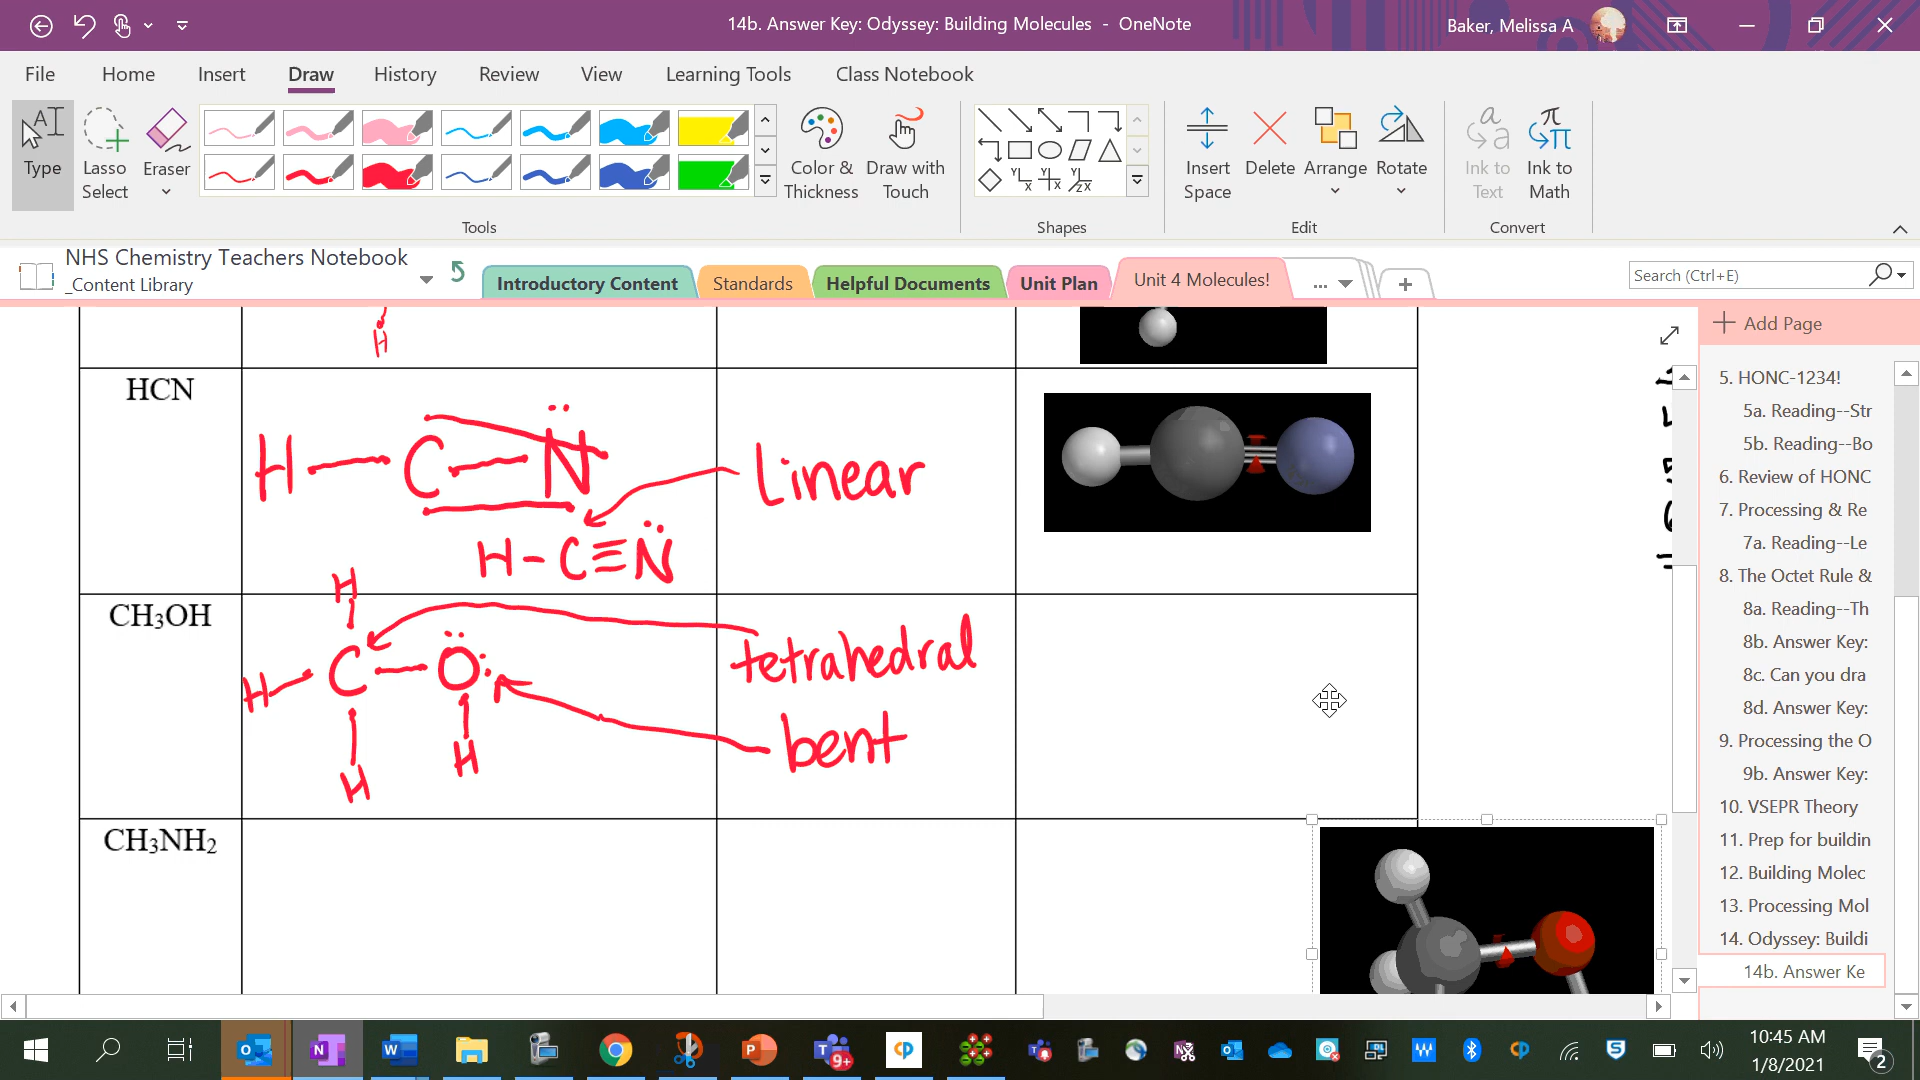 14b. Answer Key: Odyssey: Building Molecules - OneNote
Baker, Melissa A
File Home Insert Draw History Review View Learning Tools Class Notebook
Type
Lasso Select
Eraser
Color & Thickness
Draw with Touch
Insert Space
Delete
Arrange
Rotate
Ink to Text
Ink to Math
Tools
Shapes
Edit
Convert
NHS Chemistry Teachers Notebook
_Content Library
Introductory Content
Standards
Helpful Documents
Unit Plan
Unit 4 Molecules!
...
Search (Ctrl+E)
Add Page
5. HONC-1234!
5a. Reading--Str
5b. Reading--Bo
6. Review of HONC
7. Processing & Re
7a. Reading--Le
8. The Octet Rule &
8a. Reading--Th
8b. Answer Key:
8c. Can you dra
8d. Answer Key:
9. Processing the O
9b. Answer Key:
10. VSEPR Theory
11. Prep for buildin
12. Building Molec
13. Processing Mol
14. Odyssey: Buildi
14b. Answer Ke
H
HCN
H — C — N
Linear
H - C ≡ N
CH₃OH
H
H C O
H H
tetrahedral
bent
CH₃NH₂
9+
10:45 AM
1/8/2021
2